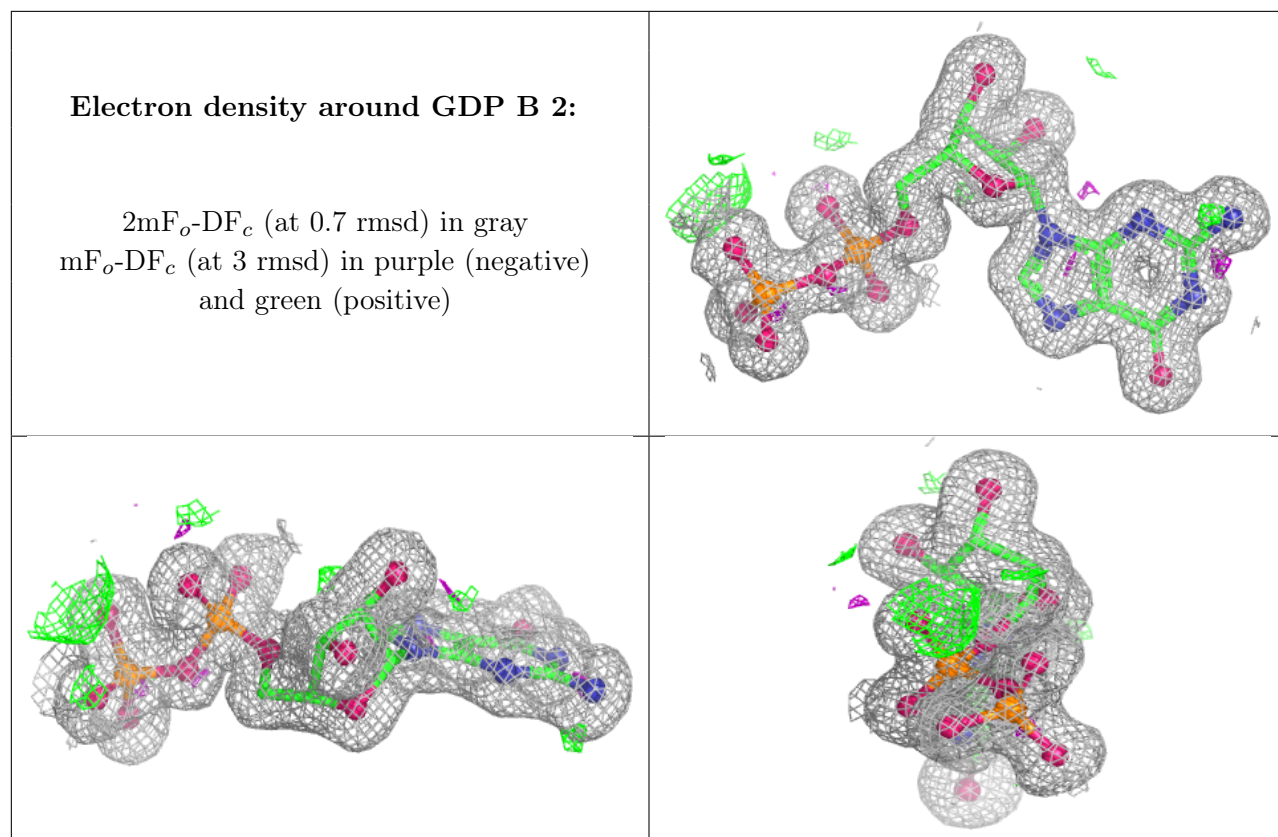 Electron density around GDP B 2:
2mFₒ-DF𝒸 (at 0.7 rmsd) in gray
mFₒ-DF𝒸 (at 3 rmsd) in purple (negative)
and green (positive)